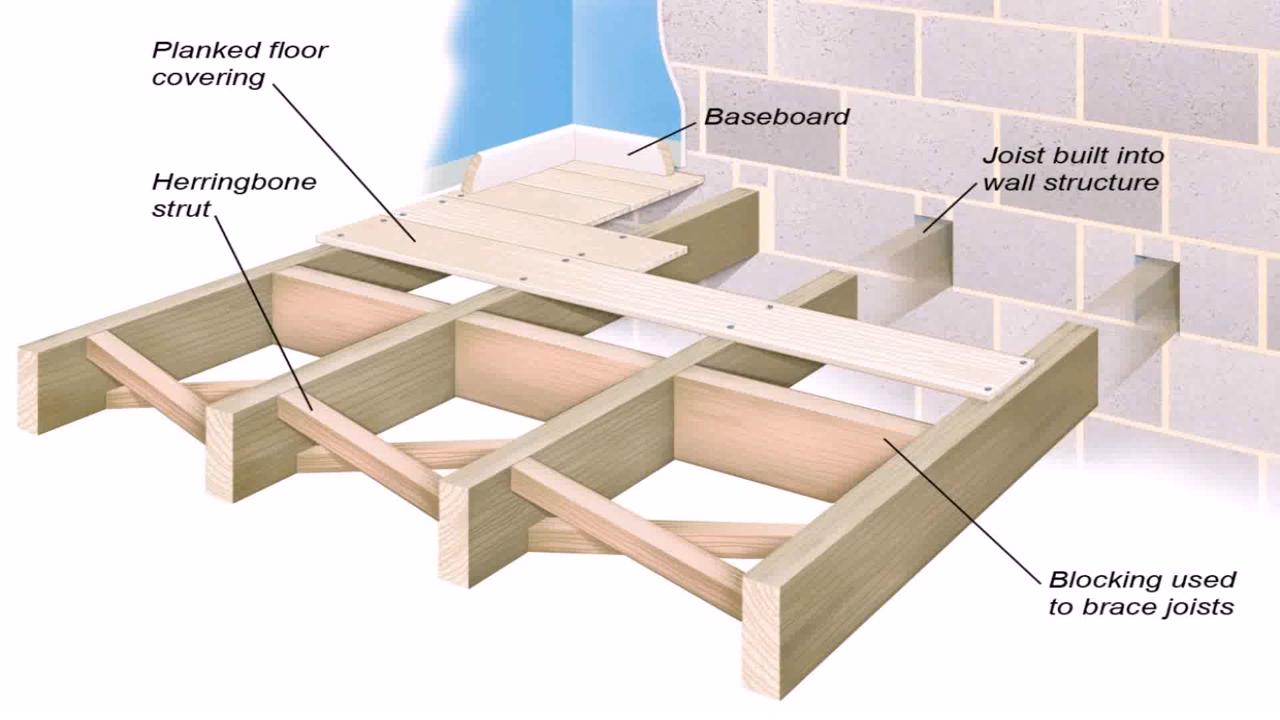 Planked floor
covering
Baseboard
Joist built into
wall structure
Herringbone
strut
Blocking used
to brace joists